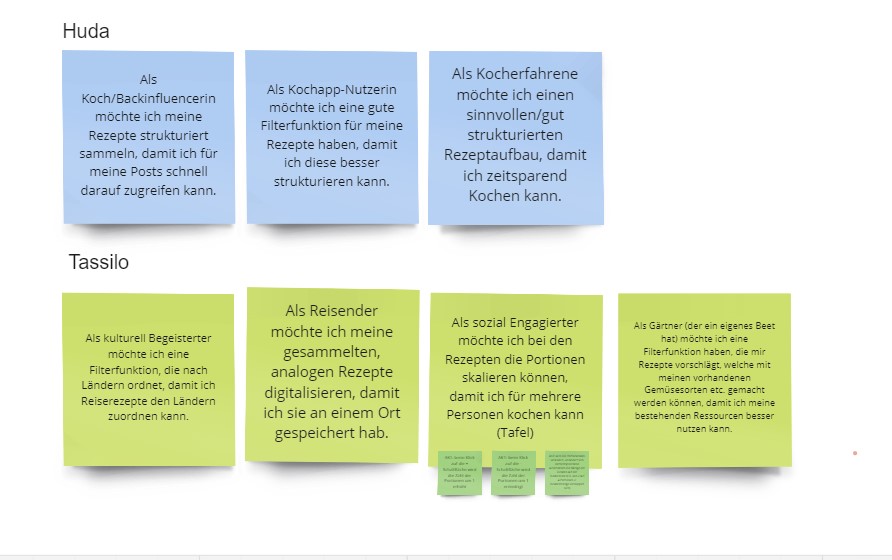 Huda
Als
Koch/Backinfluencerin
möchte ich meine
Rezepte strukturiert
sammeln, damit ich für
meine Posts schnell
darauf zugreifen kann.
Als Kochapp-Nutzerin
möchte ich eine gute
Filterfunktion für meine
Rezepte haben, damit
ich diese besser
strukturieren kann.
Als Kocherfahrene
möchte ich einen
sinnvollen/gut
strukturierten
Rezeptaufbau, damit
ich zeitsparend
Kochen kann.
Tassilo
Als kulturell Begeisterter
möchte ich eine
Filterfunktion, die nach
Ländern ordnet, damit ich
Reiserezepte den Ländern
zuordnen kann.
Als Reisender
möchte ich meine
gesammelten,
analogen Rezepte
digitalisieren, damit
ich sie an einem Ort
gespeichert hab.
Als sozial Engagierter
möchte ich bei den
Rezepten die Portionen
skalieren können,
damit ich für mehrere
Personen kochen kann
(Tafel)
Als Gärtner (der ein eigenes Beet
hat) möchte ich eine
Filterfunktion haben, die mir
Rezepte vorschlägt, welche mit
meinen vorhandenen
Gemüsesorten etc. gemacht
werden können, damit ich meine
bestehenden Ressourcen besser
nutzen kann.